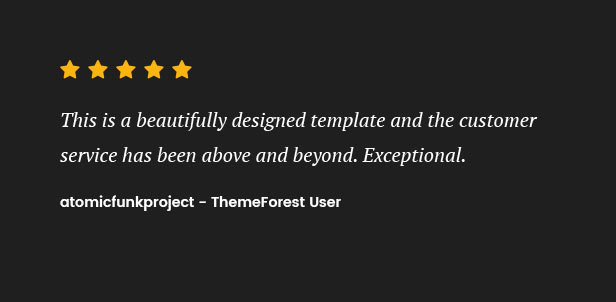 This is a beautifully designed template and the customer
service has been above and beyond. Exceptional.
atomicfunkproject - ThemeForest User